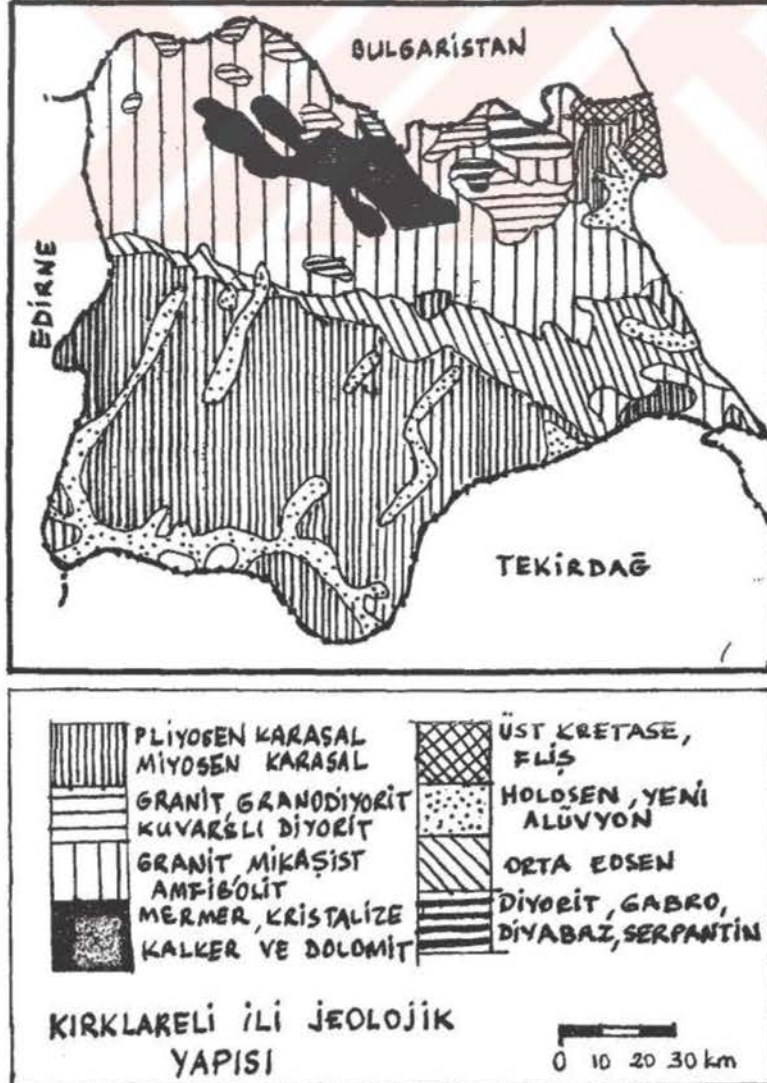 BULGARİSTAN
EDİRNE
TEKİRDAĞ
PLİYOSEN KARASAL
MİYOSEN KARASAL
GRANİT, GRANODİYORİT
KUVARSLI DİYORİT
GRANİT, MİKAŞİST
AMFİBOLİT
MERMER, KRİSTALİZE
KALKER VE DOLOMİT
ÜST KRETASE,
FLİŞ
HOLOSEN, YENİ
ALÜVYON
ORTA EOSEN
DİYORİT, GABRO,
DİYABAZ, SERPANTİN
KIRKLARELİ İLİ JEOLOJİK
YAPISI
0 10 20 30 km